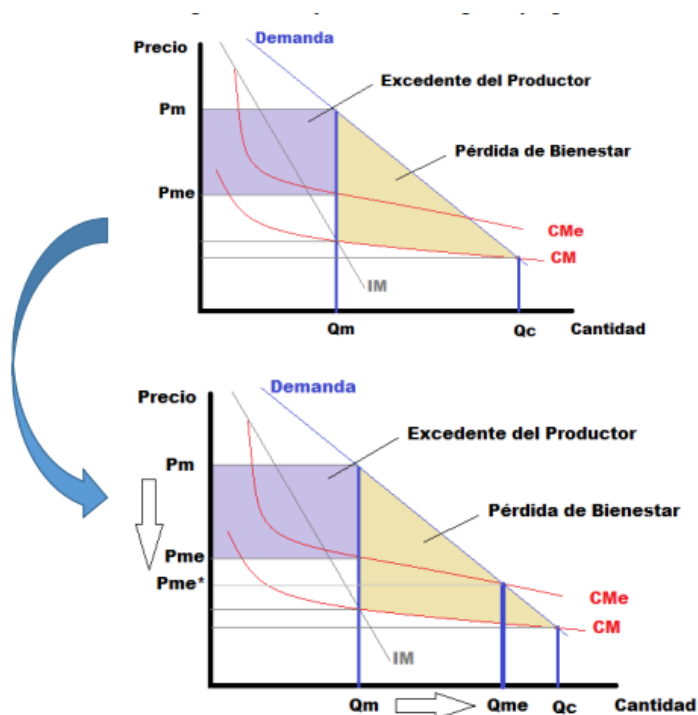 Demanda
Precio
Excedente del Productor
Pm
Pérdida de Bienestar
Pme
CMe
CM
IM
Qm
Qc
Cantidad
Demanda
Precio
Excedente del Productor
Pm
Pérdida de Bienestar
Pme
Pme*
CMe
CM
IM
Qm
Qme
Qc
Cantidad